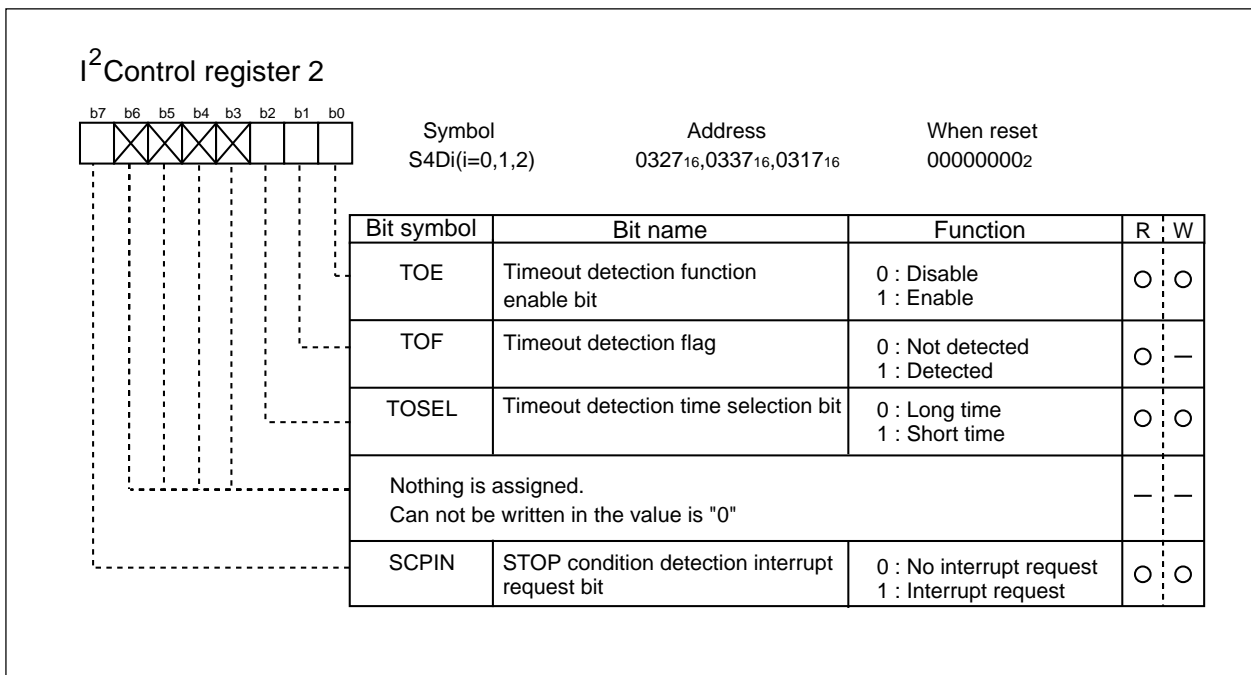 I²Control register 2
b7 b6 b5 b4 b3 b2 b1 b0
Symbol Address When reset
S4Di(i=0,1,2) 0327₁₆,0337₁₆,0317₁₆ 00000000₂
Bit symbol Bit name Function R W
TOE Timeout detection function enable bit 0 : Disable
1 : Enable
TOF Timeout detection flag 0 : Not detected
1 : Detected
TOSEL Timeout detection time selection bit 0 : Long time
1 : Short time
Nothing is assigned.
Can not be written in the value is "0"
SCPIN STOP condition detection interrupt request bit 0 : No interrupt request
1 : Interrupt request